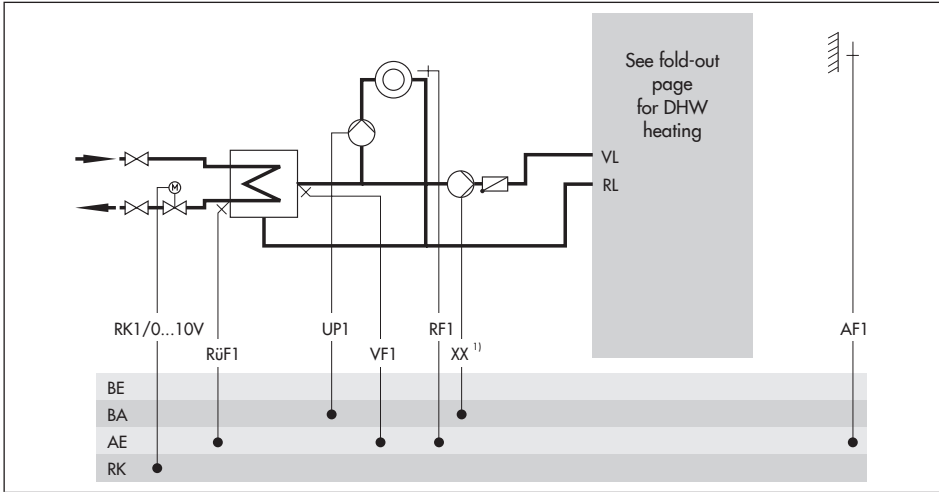 See fold-out
page
for DHW
heating
VL
RL
M
RK1/0...10V
UP1
RF1
AF1
RüF1
VF1
XX 1)
BE
BA
AE
RK